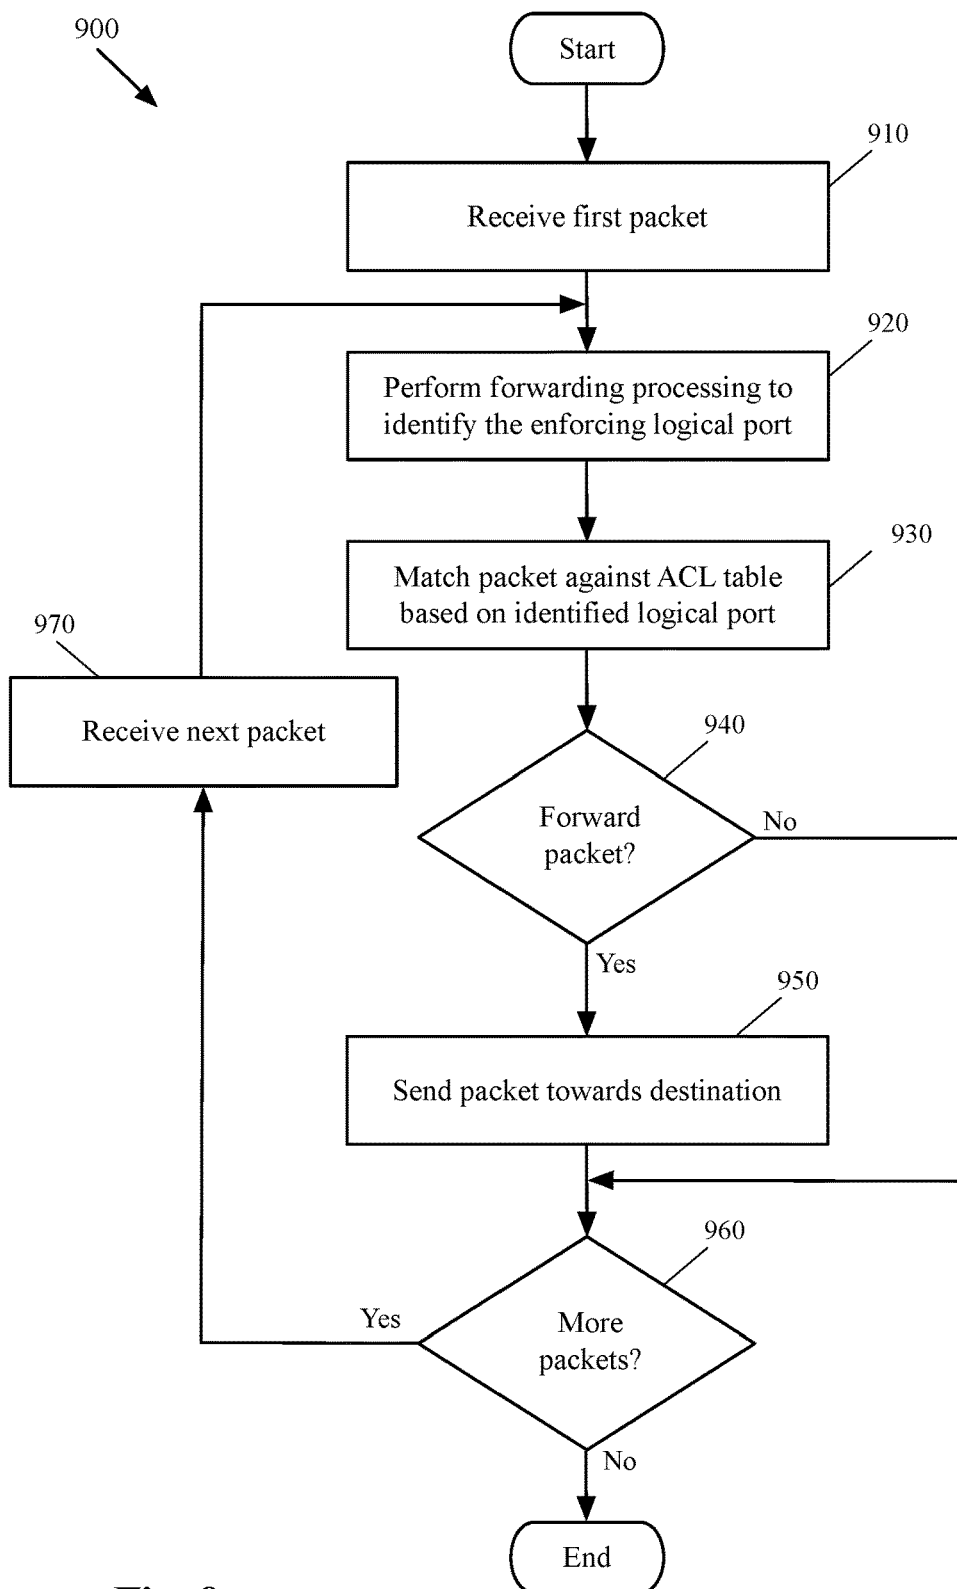 900
Start
910
Receive first packet
920
Perform forwarding processing to
identify the enforcing logical port
930
Match packet against ACL table
based on identified logical port
970
Receive next packet
940
Forward
packet?
No
Yes
950
Send packet towards destination
960
More
packets?
Yes
No
End